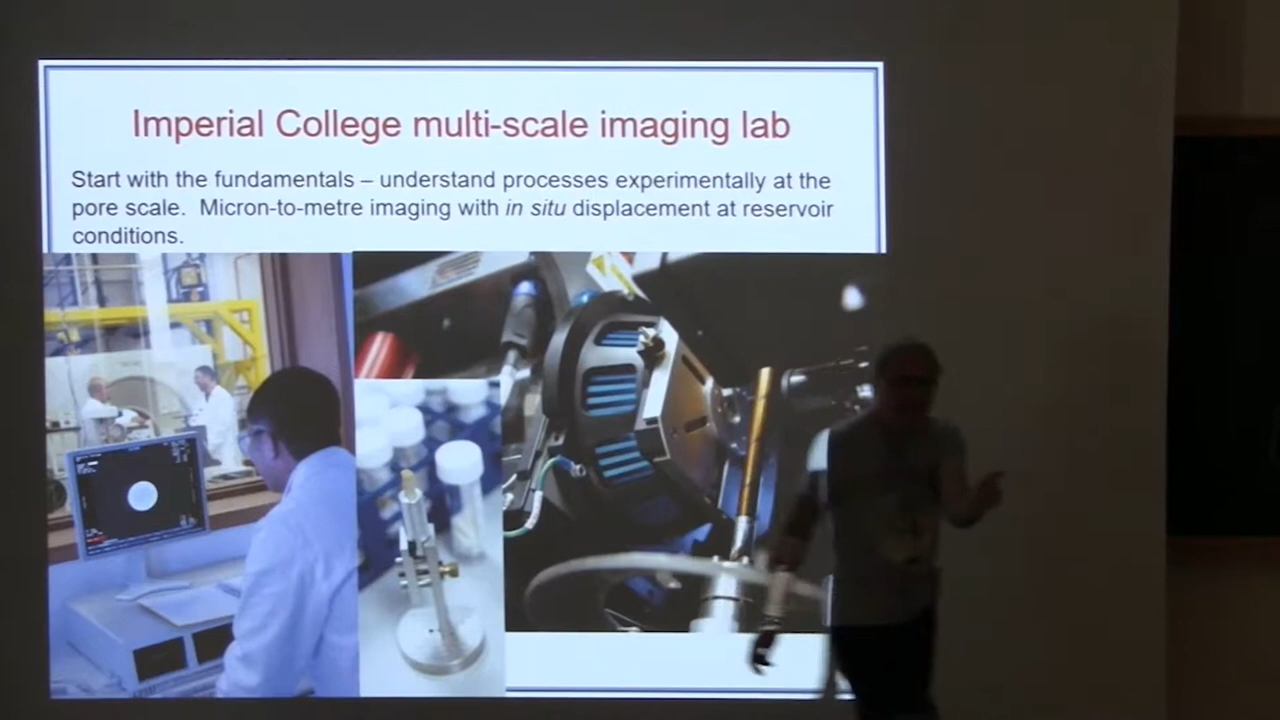 Imperial College multi-scale imaging lab
Start with the fundamentals – understand processes experimentally at the
pore scale.  Micron-to-metre imaging with in situ displacement at reservoir
conditions.